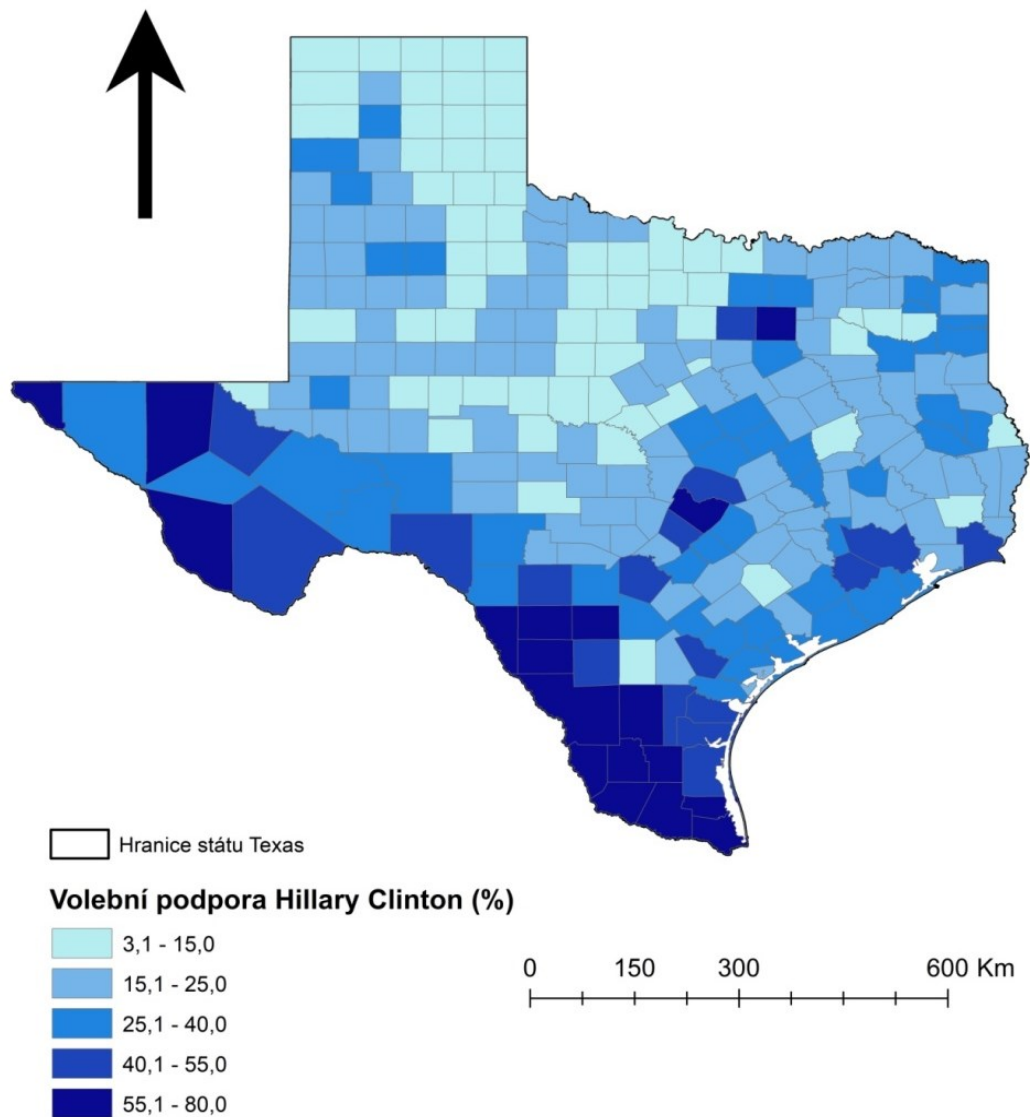 Hranice státu Texas
Volební podpora Hillary Clinton (%)
3,1 - 15,0
15,1 - 25,0
25,1 - 40,0
40,1 - 55,0
55,1 - 80,0
0 150 300 600 Km